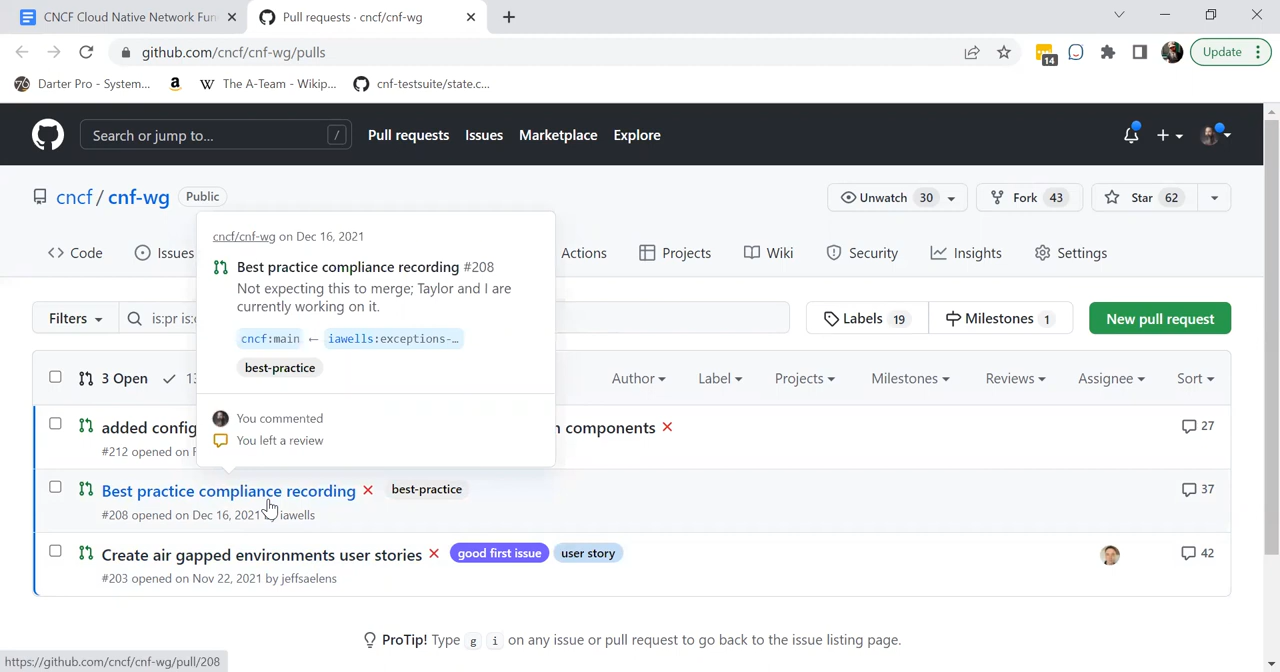 CNCF Cloud Native Network Fun
Pull requests · cncf/cnf-wg
github.com/cncf/cnf-wg/pulls
14
Update
Darter Pro - System...
The A-Team - Wikip...
cnf-testsuite/state.c...
Search or jump to...
/
Pull requests
Issues
Marketplace
Explore
cncf / cnf-wg
Public
Unwatch 30
Fork 43
Star 62
Code
Issues
Actions
Projects
Wiki
Security
Insights
Settings
cncf/cnf-wg on Dec 16, 2021
Best practice compliance recording #208
Not expecting this to merge; Taylor and I are
currently working on it.
cncf:main ← iawells:exceptions-…
best-practice
You commented
You left a review
Filters
is:pr is:
Labels 19
Milestones 1
New pull request
3 Open
Author
Label
Projects
Milestones
Reviews
Assignee
Sort
added config
n components
27
#212 opened on
Best practice compliance recording
best-practice
37
#208 opened on Dec 16, 2021
iawells
Create air gapped environments user stories
good first issue
user story
42
#203 opened on Nov 22, 2021 by jeffsaelens
ProTip! Type g i on any issue or pull request to go back to the issue listing page.
https://github.com/cncf/cnf-wg/pull/208